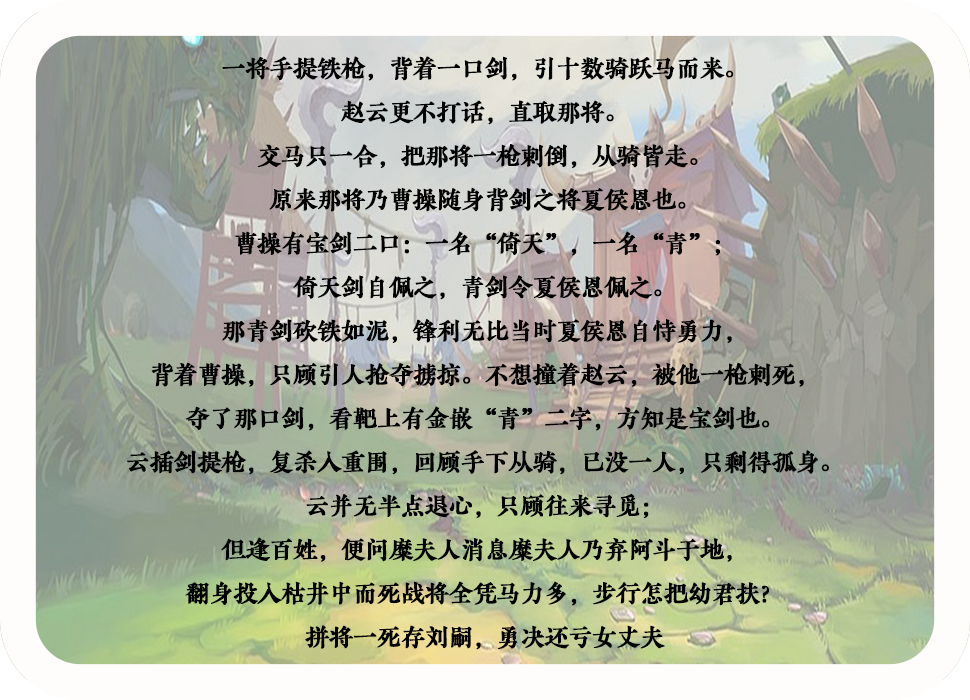 一将手提铁枪，背着一口剑，引十数骑跃马而来。
赵云更不打话，直取那将。
交马只一合，把那将一枪刺倒，从骑皆走。
原来那将乃曹操随身背剑之将夏侯恩也。
曹操有宝剑二口：一名“倚天”，一名“青”；
倚天剑自佩之，青剑令夏侯恩佩之。
那青剑砍铁如泥，锋利无比当时夏侯恩自恃勇力，
背着曹操，只顾引人抢夺掳掠。不想撞着赵云，被他一枪刺死，
夺了那口剑，看靶上有金嵌“青”二字，方知是宝剑也。
云插剑提枪，复杀入重围，回顾手下从骑，已没一人，只剩得孤身。
云并无半点退心，只顾往来寻觅；
但逢百姓，便问糜夫人消息糜夫人乃弃阿斗于地，
翻身投入枯井中而死战将全凭马力多，步行怎把幼君扶?
拼将一死存刘嗣，勇决还亏女丈夫